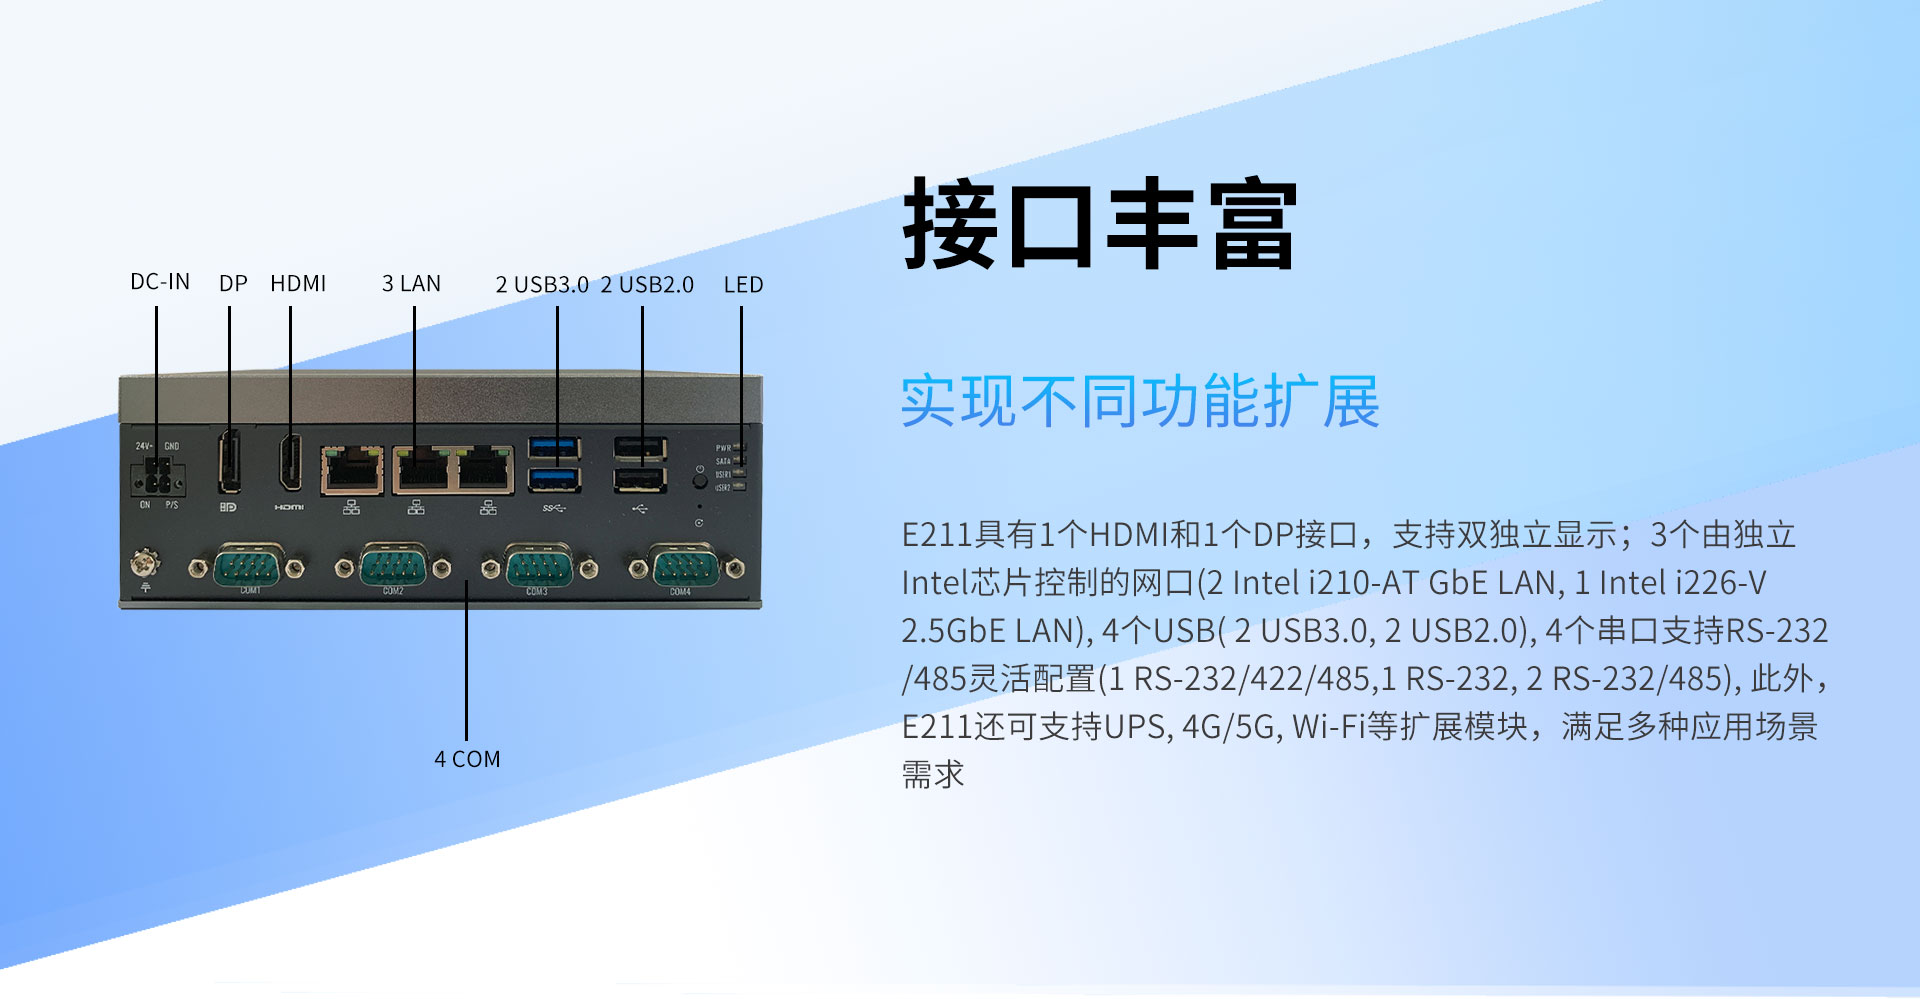 接口丰富
实现不同功能扩展
DC-IN DP HDMI 3 LAN 2 USB3.0 2 USB2.0 LED
24V- GND
ON P/S
HDMI
PWR
SATA
USER1
USER2
COM1 COM2 COM3 COM4
4 COM
E211具有1个HDMI和1个DP接口，支持双独立显示；3个由独立
Intel芯片控制的网口(2 Intel i210-AT GbE LAN, 1 Intel i226-V
2.5GbE LAN), 4个USB( 2 USB3.0, 2 USB2.0), 4个串口支持RS-232
/485灵活配置(1 RS-232/422/485,1 RS-232, 2 RS-232/485), 此外，
E211还可支持UPS, 4G/5G, Wi-Fi等扩展模块，满足多种应用场景
需求